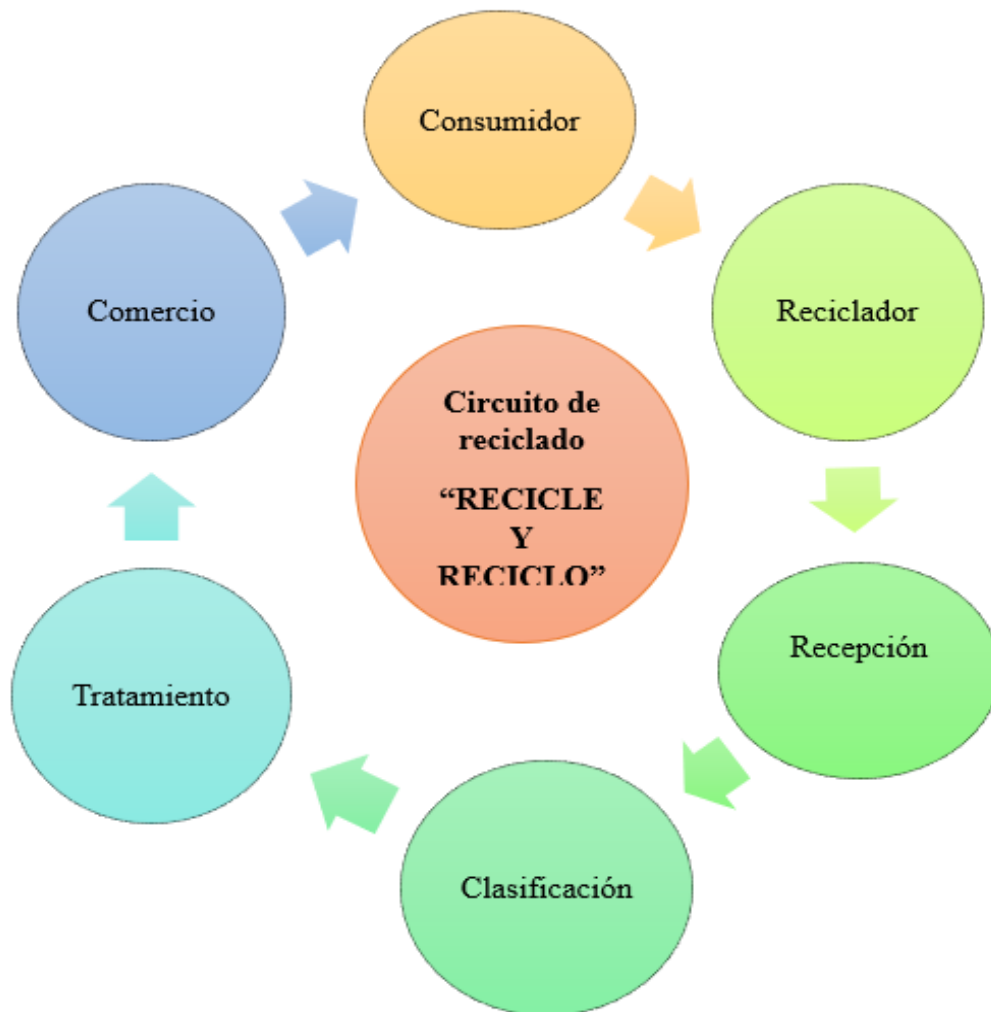 Consumidor
Reciclador
Recepción
Clasificación
Tratamiento
Comercio
Circuito de
reciclado
“RECICLE
Y
RECICLO”